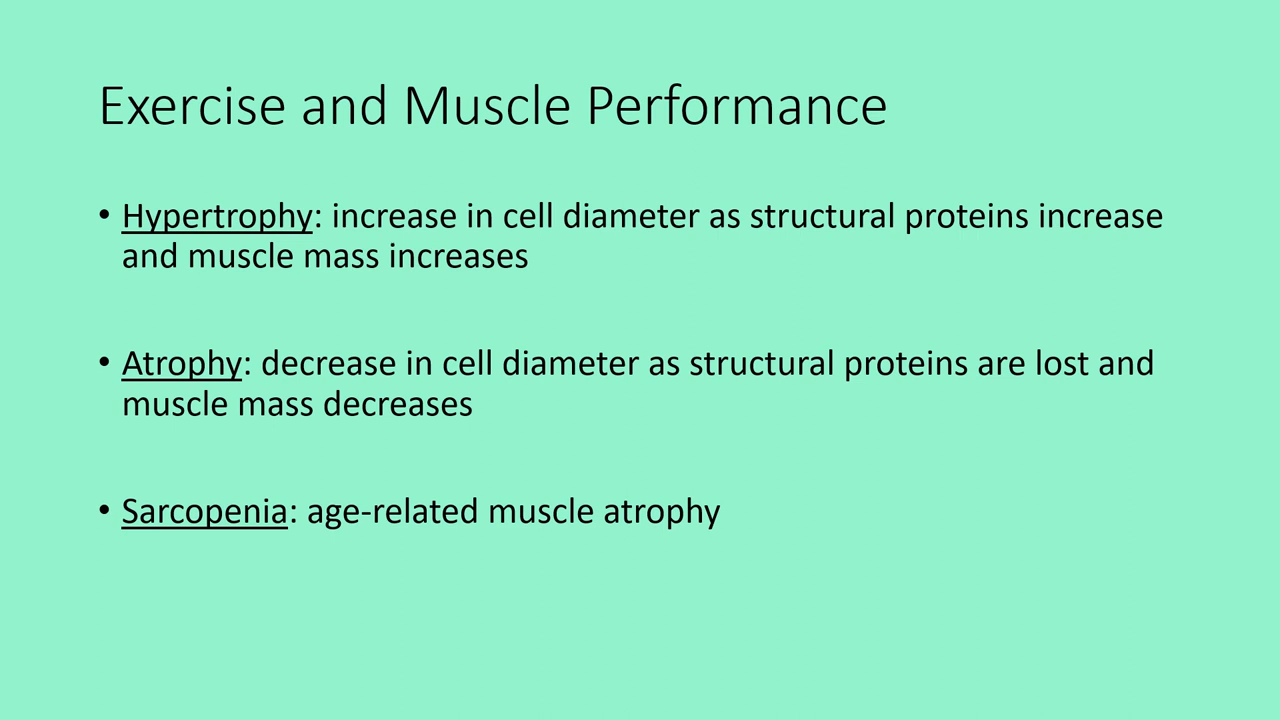 Exercise and Muscle Performance
• Hypertrophy: increase in cell diameter as structural proteins increase
and muscle mass increases
• Atrophy: decrease in cell diameter as structural proteins are lost and
muscle mass decreases
• Sarcopenia: age-related muscle atrophy